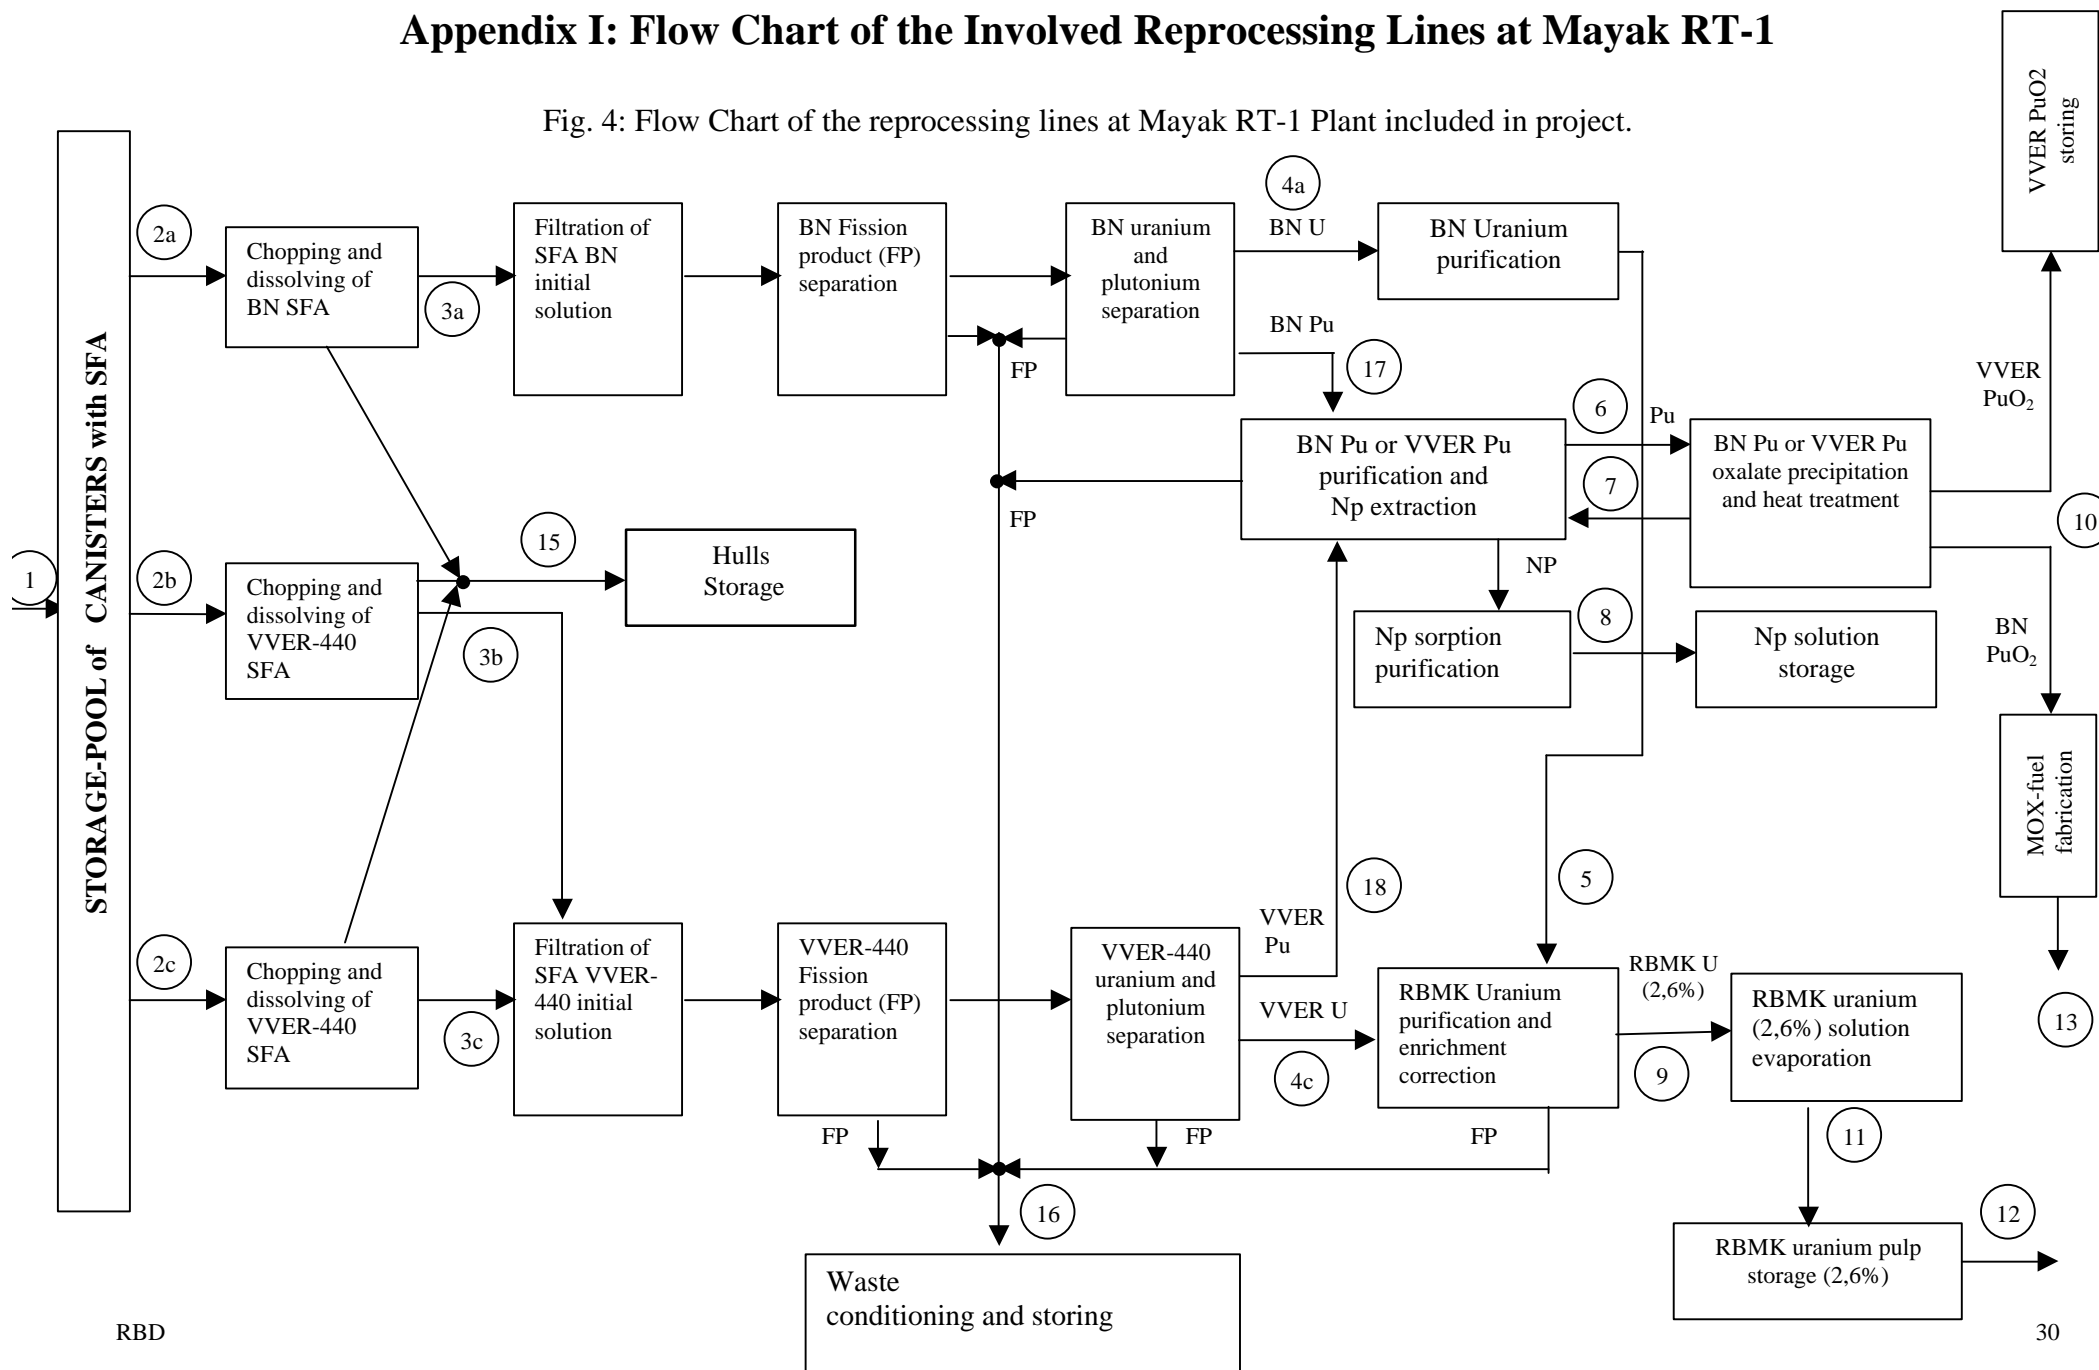 Appendix I: Flow Chart of the Involved Reprocessing Lines at Mayak RT-1
Fig. 4: Flow Chart of the reprocessing lines at Mayak RT-1 Plant included in project.
VVER PuO2
storing
STORAGE-POOL of CANISTERS with SFA
1
2a
Chopping and
dissolving of
BN SFA
3a
Filtration of
SFA BN
initial
solution
BN Fission
product (FP)
separation
FP
BN uranium
and
plutonium
separation
4a
BN U
BN Uranium
purification
BN Pu
17
BN Pu or VVER Pu
purification and
Np extraction
FP
6
Pu
7
BN Pu or VVER Pu
oxalate precipitation
and heat treatment
VVER
PuO2
10
BN
PuO2
2b
Chopping and
dissolving of
VVER-440
SFA
15
Hulls
Storage
3b
NP
Np sorption
purification
8
Np solution
storage
MOX-fuel
fabrication
13
2c
Chopping and
dissolving of
VVER-440
SFA
3c
Filtration of
SFA VVER-
440 initial
solution
VVER-440
Fission
product (FP)
separation
FP
VVER-440
uranium and
plutonium
separation
FP
VVER
Pu
18
VVER U
4c
5
RBMK Uranium
purification and
enrichment
correction
FP
RBMK U
(2,6%)
9
RBMK uranium
(2,6%) solution
evaporation
11
RBMK uranium pulp
storage (2,6%)
12
16
Waste
conditioning and storing
RBD
30